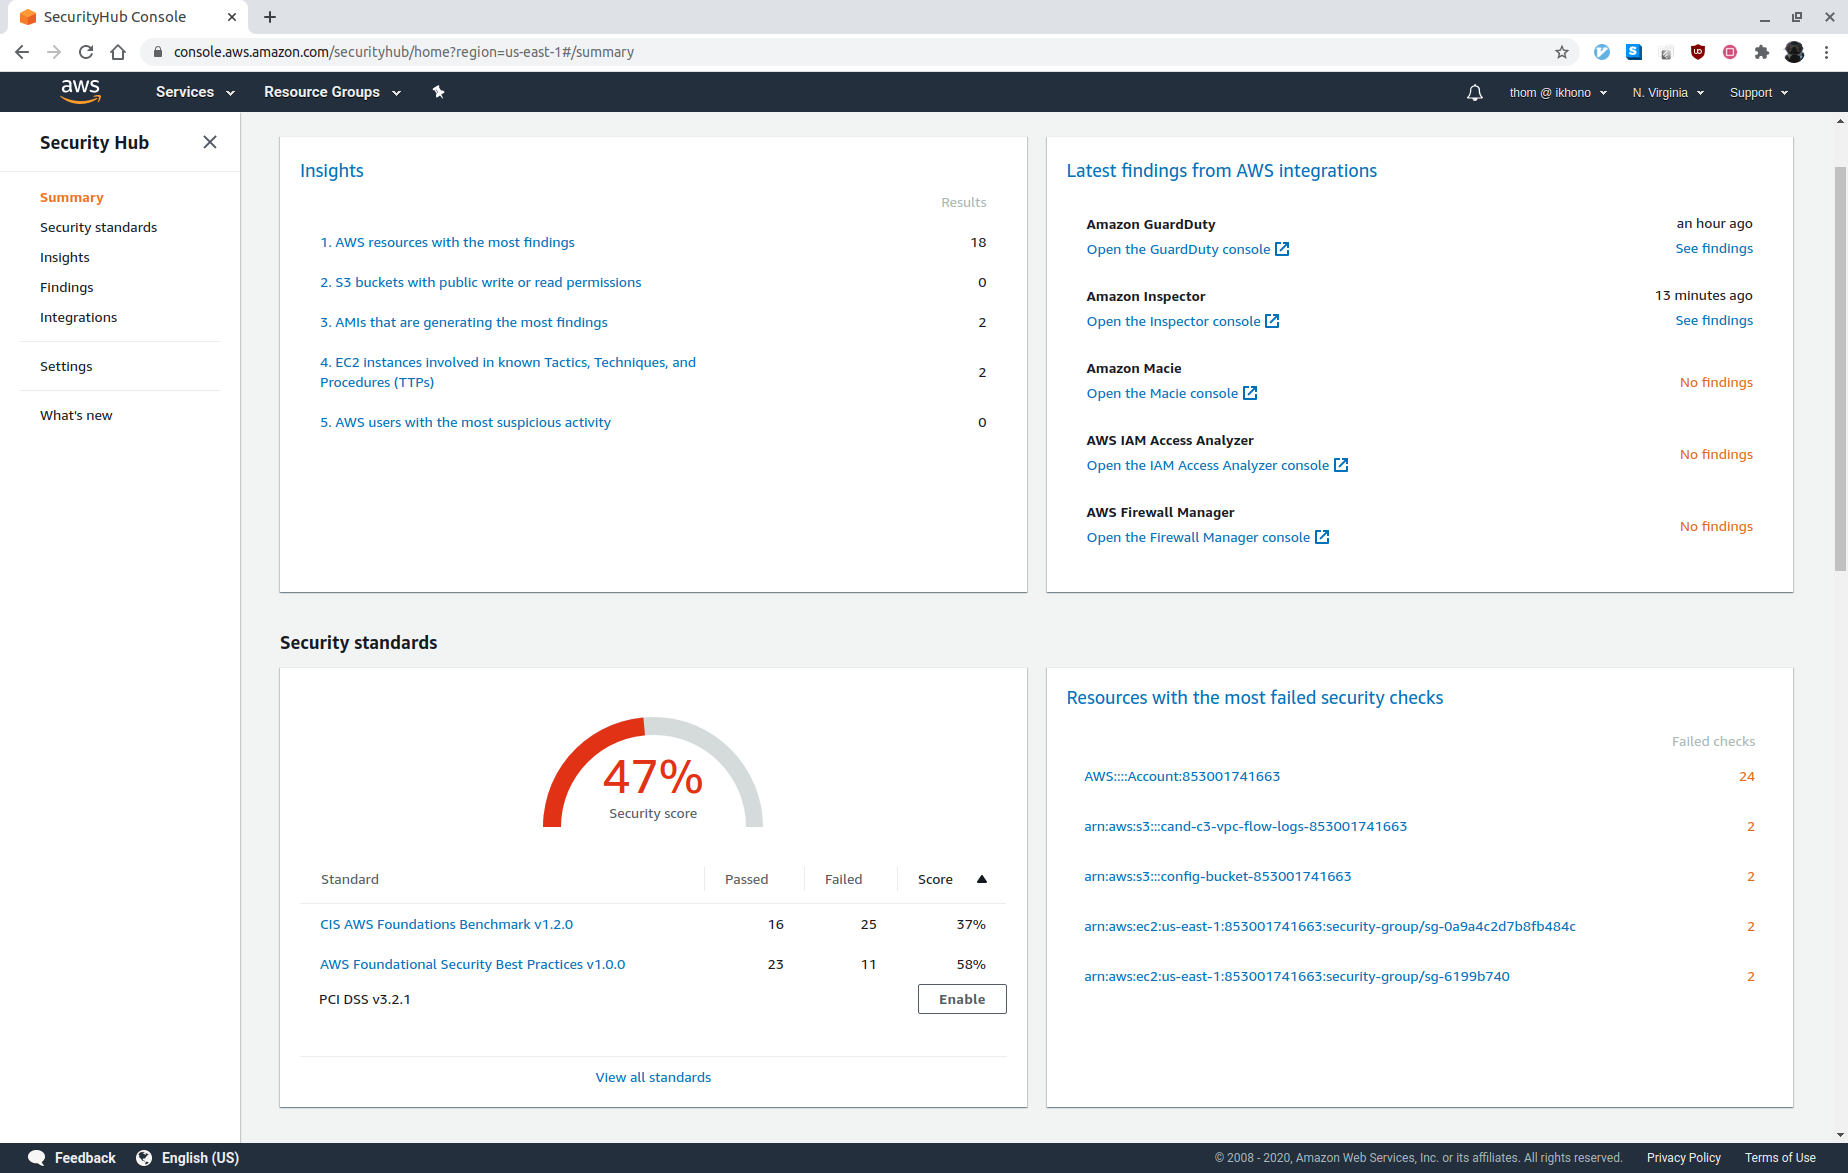 SecurityHub Console
console.aws.amazon.com/securityhub/home?region=us-east-1#/summary
aws
Services
Resource Groups
thom @ ikhono
N. Virginia
Support
Security Hub
Summary
Security standards
Insights
Findings
Integrations
Settings
What's new
Insights
Results
1. AWS resources with the most findings 18
2. S3 buckets with public write or read permissions 0
3. AMIs that are generating the most findings 2
4. EC2 instances involved in known Tactics, Techniques, and
Procedures (TTPs) 2
5. AWS users with the most suspicious activity 0
Latest findings from AWS integrations
Amazon GuardDuty an hour ago
Open the GuardDuty console See findings
Amazon Inspector 13 minutes ago
Open the Inspector console See findings
Amazon Macie
Open the Macie console No findings
AWS IAM Access Analyzer
Open the IAM Access Analyzer console No findings
AWS Firewall Manager
Open the Firewall Manager console No findings
Security standards
47%
Security score
Standard Passed Failed Score
CIS AWS Foundations Benchmark v1.2.0 16 25 37%
AWS Foundational Security Best Practices v1.0.0 23 11 58%
PCI DSS v3.2.1 Enable
View all standards
Resources with the most failed security checks
Failed checks
AWS::::Account:853001741663 24
arn:aws:s3:::cand-c3-vpc-flow-logs-853001741663 2
arn:aws:s3:::config-bucket-853001741663 2
arn:aws:ec2:us-east-1:853001741663:security-group/sg-0a9a4c2d7b8fb484c 2
arn:aws:ec2:us-east-1:853001741663:security-group/sg-6199b740 2
Feedback
English (US)
© 2008 - 2020, Amazon Web Services, Inc. or its affiliates. All rights reserved.
Privacy Policy
Terms of Use